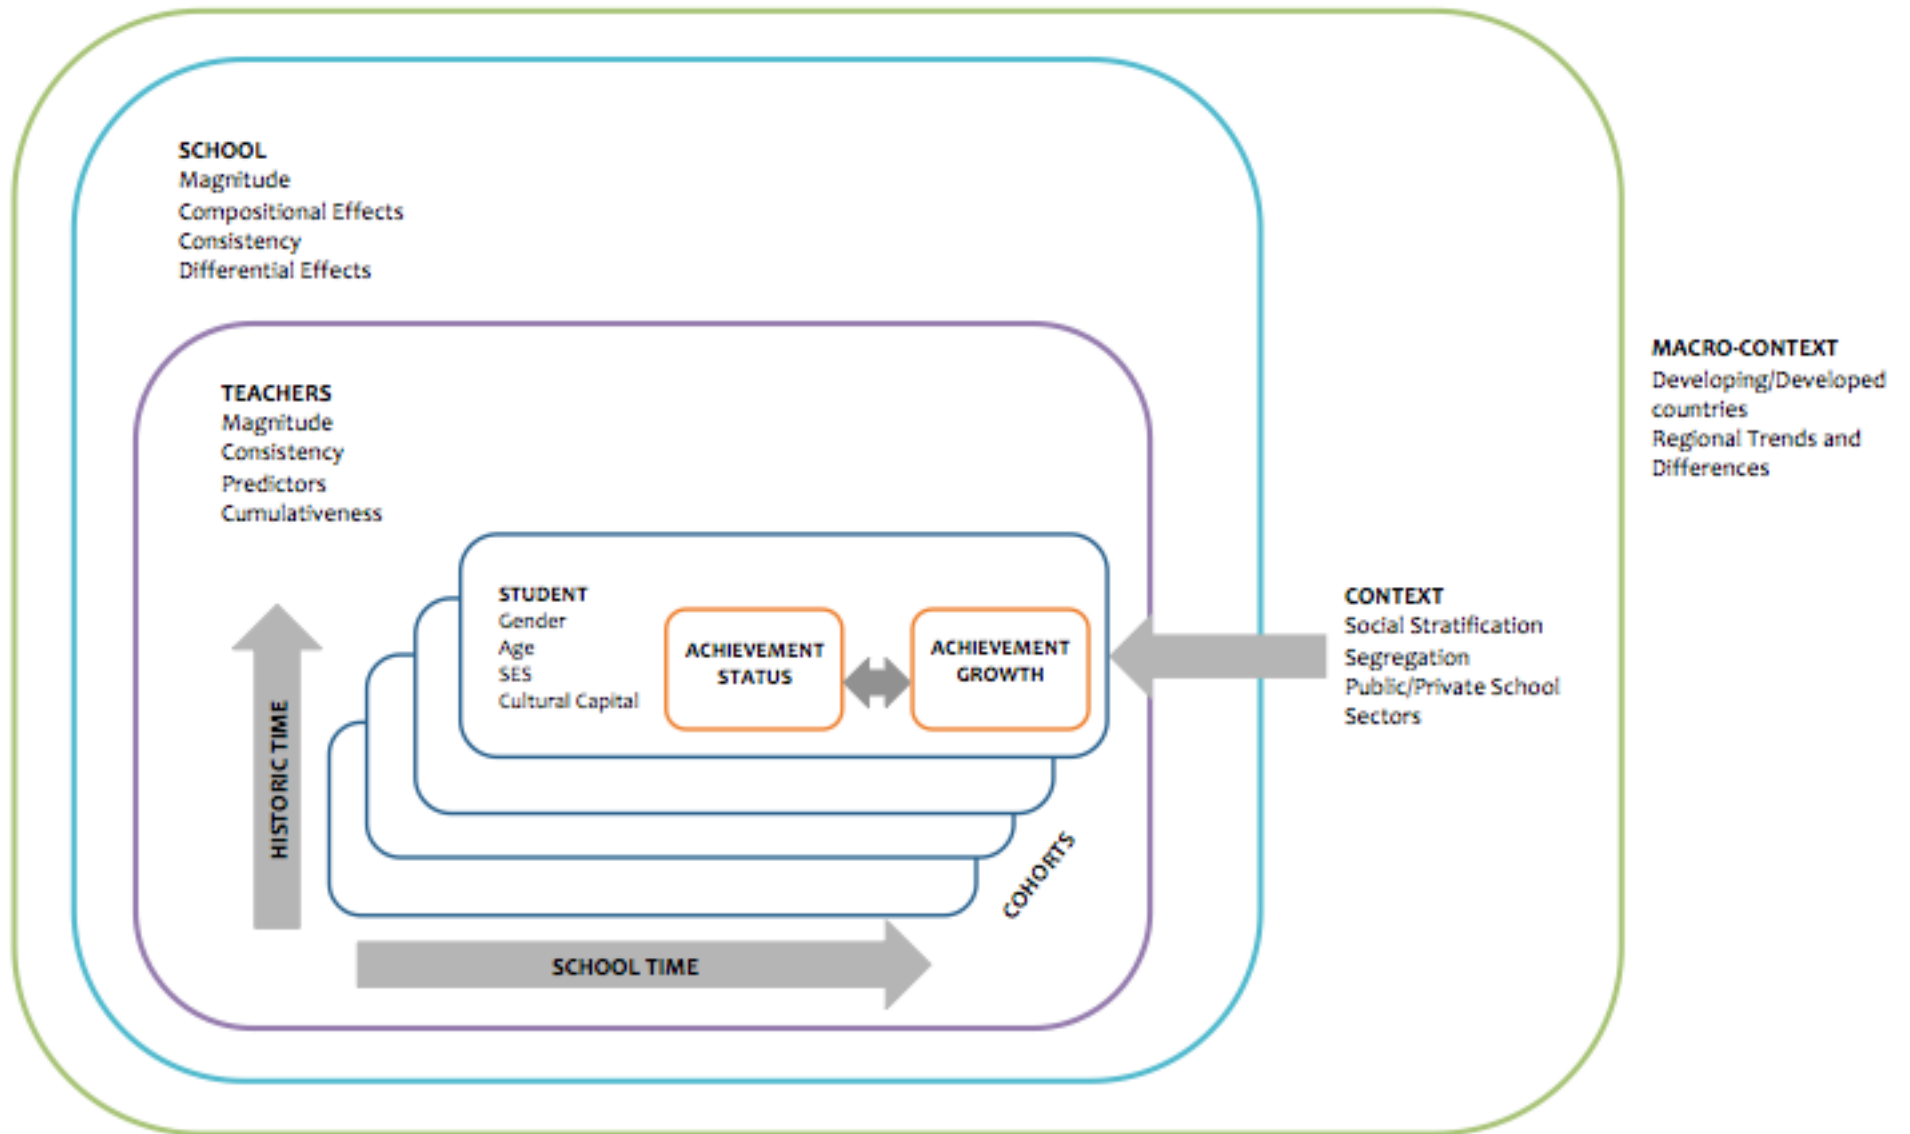 SCHOOL
Magnitude
Compositional Effects
Consistency
Differential Effects
MACRO-CONTEXT
Developing/Developed
countries
Regional Trends and
Differences
TEACHERS
Magnitude
Consistency
Predictors
Cumulativeness
STUDENT
Gender
Age
SES
Cultural Capital
ACHIEVEMENT
STATUS
ACHIEVEMENT
GROWTH
CONTEXT
Social Stratification
Segregation
Public/Private School
Sectors
HISTORIC TIME
COHORTS
SCHOOL TIME